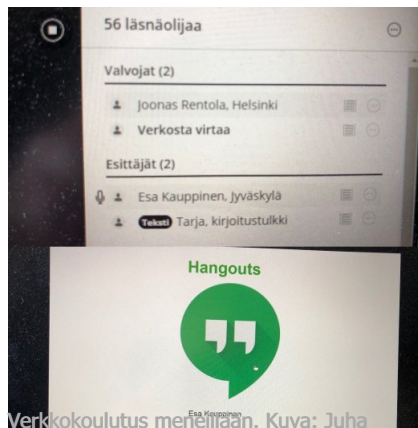 56 läsnäolijaa
Valvojat (2)
Joonas Rentola, Helsinki
Verkosta virtaa
Esittäjät (2)
Esa Kauppinen, Jyväskylä
Teksti Tarja, kirjoitustulkki
Hangouts
Esa Kauppinen
Verkkokoulutus meneillään. Kuva: Juha